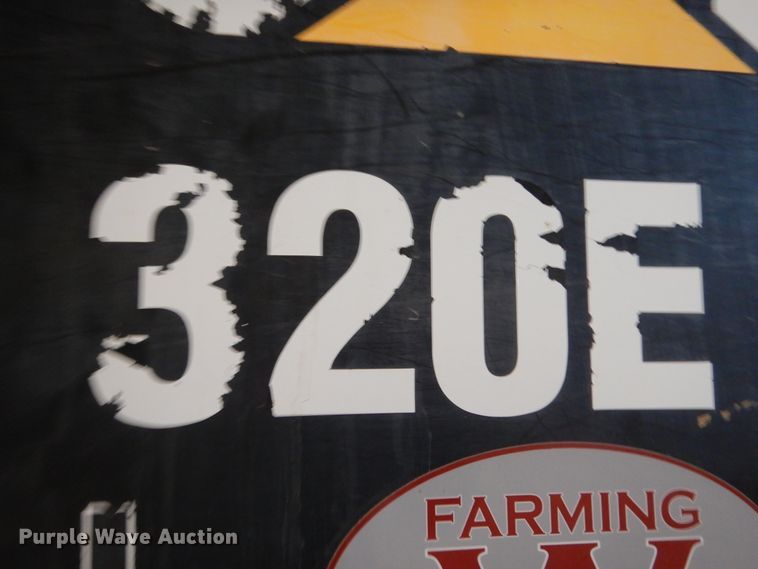 320E
FARMING
W
Purple Wave Auction